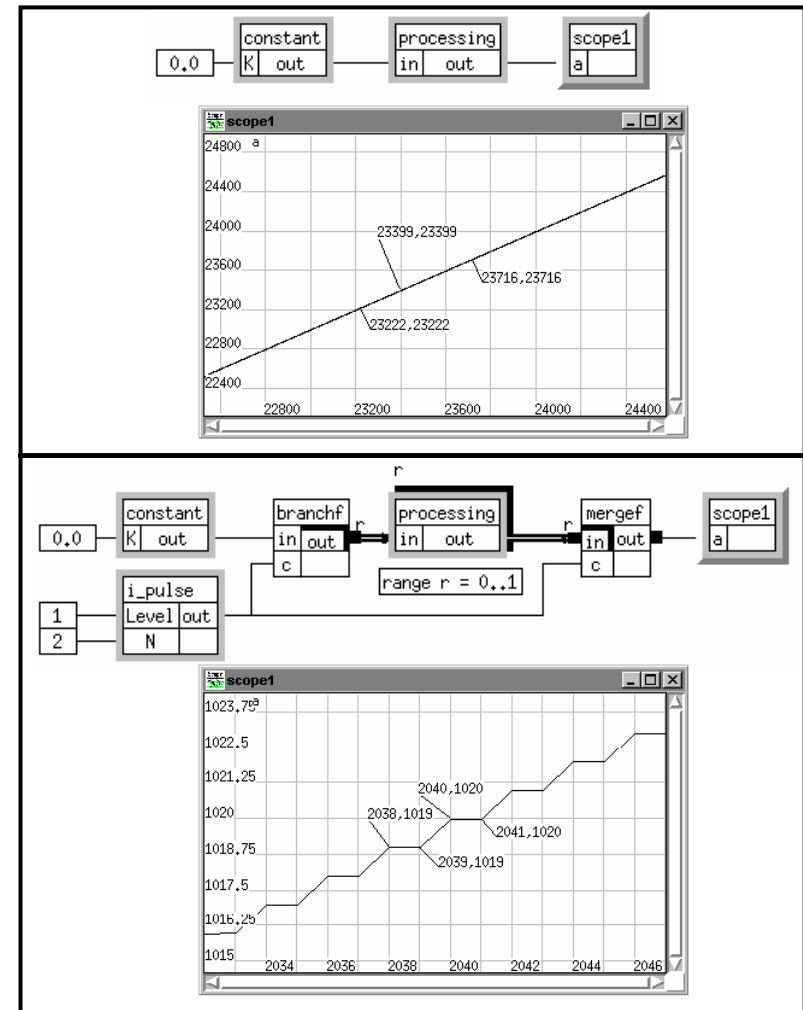 constant processing scope1
0.0 K out in out a
scope1
a
24800
24400
24000
23600
23200
22800
22400
23399,23399
23716,23716
23222,23222
22800 23200 23600 24000 24400
r
constant branchf processing mergef scope1
0.0 K out in out r in out r in out a
c c
range r = 0..1
i_pulse
1 Level out
2 N
scope1
a
1023.75
1022.5
1021.25
1020
1018.75
1017.5
1016.25
1015
2040,1020
2038,1019
2041,1020
2039,1019
2034 2036 2038 2040 2042 2044 2046